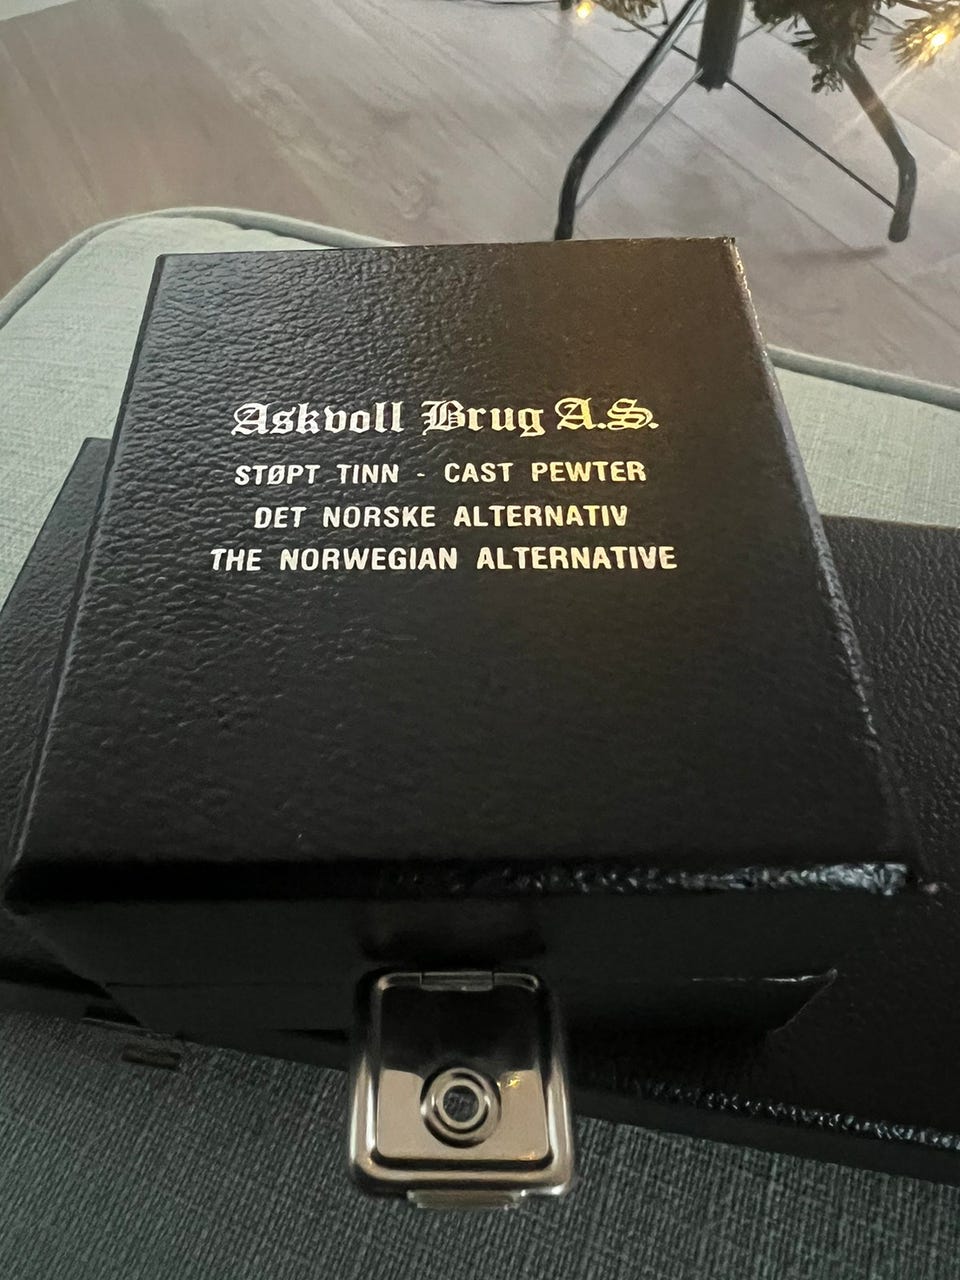 Askvoll Brug A.S.
STØPT TINN - CAST PEWTER
DET NORSKE ALTERNATIV
THE NORWEGIAN ALTERNATIVE